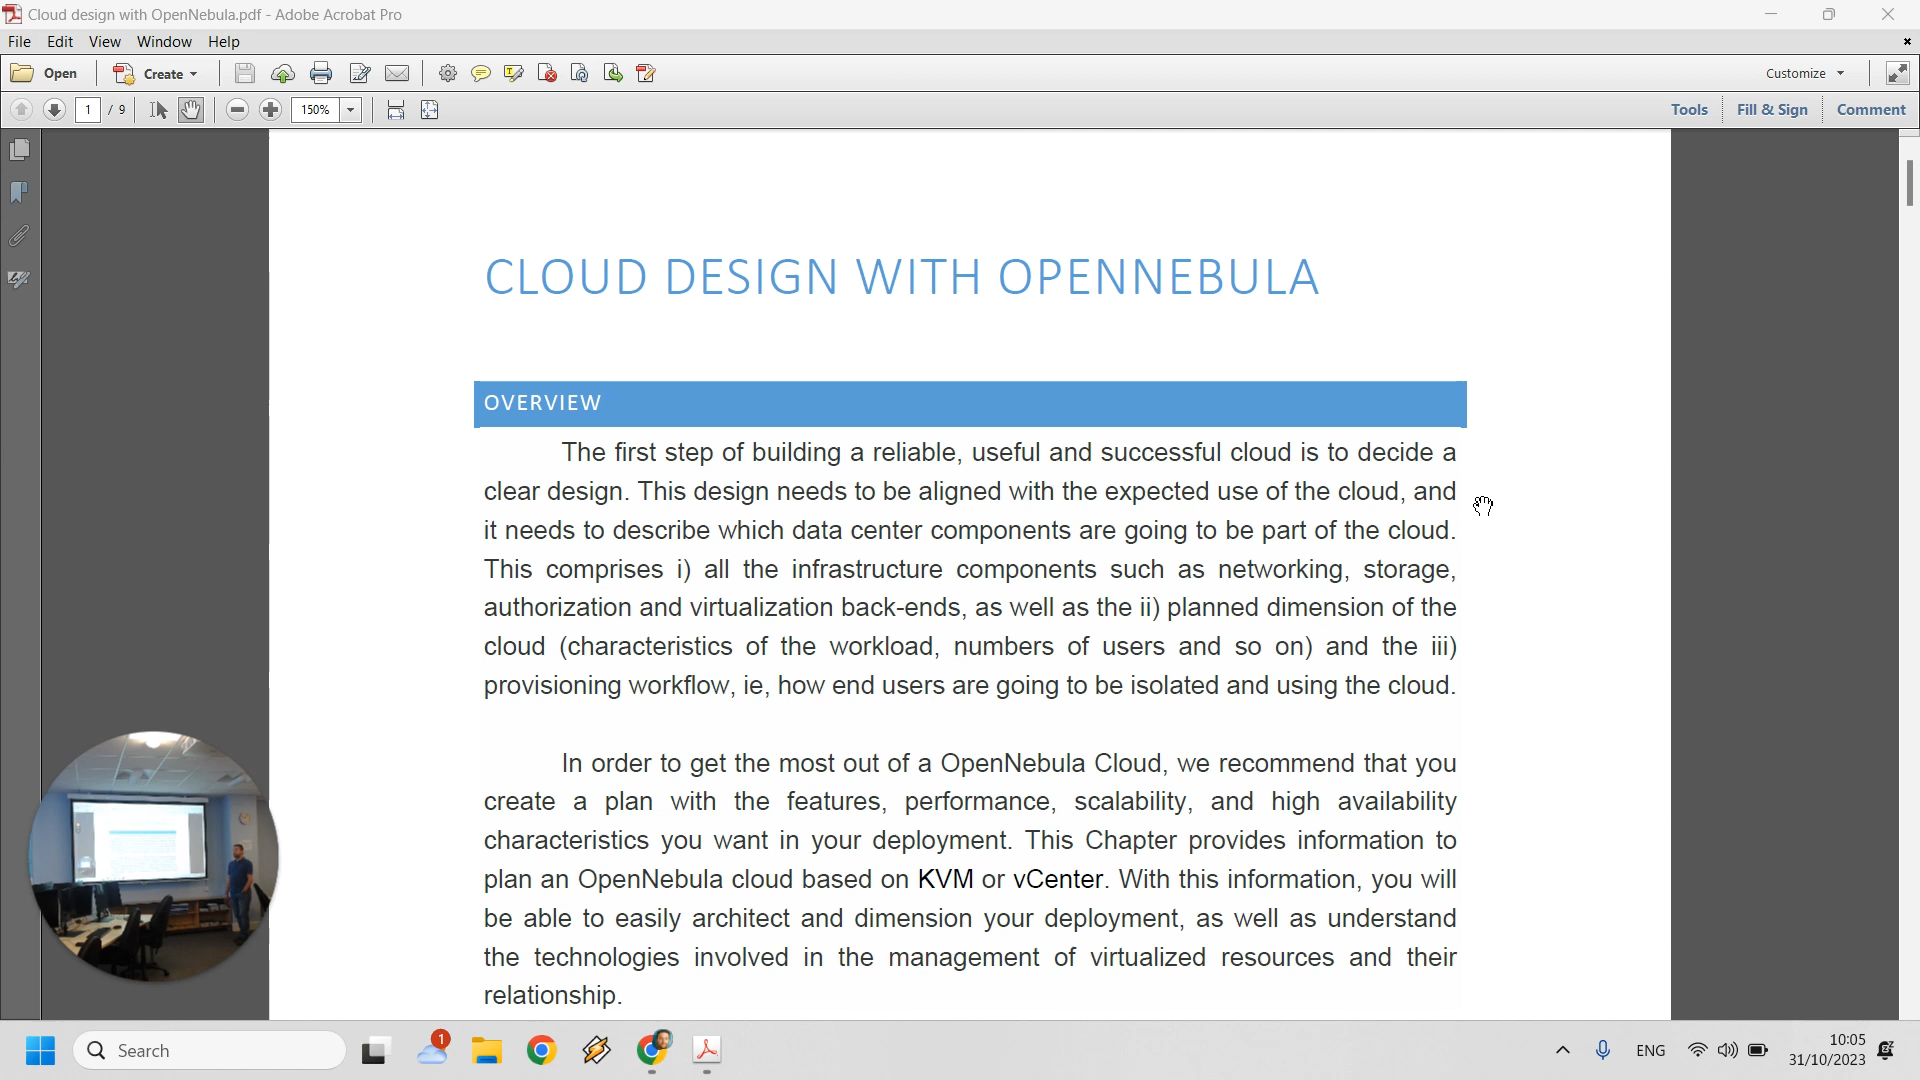 Cloud design with OpenNebula.pdf - Adobe Acrobat Pro
File Edit View Window Help
Open Create Customize
1 / 9 150% Tools Fill & Sign Comment
CLOUD DESIGN WITH OPENNEBULA
OVERVIEW
The first step of building a reliable, useful and successful cloud is to decide a
clear design. This design needs to be aligned with the expected use of the cloud, and
it needs to describe which data center components are going to be part of the cloud.
This comprises i) all the infrastructure components such as networking, storage,
authorization and virtualization back-ends, as well as the ii) planned dimension of the
cloud (characteristics of the workload, numbers of users and so on) and the iii)
provisioning workflow, ie, how end users are going to be isolated and using the cloud.
In order to get the most out of a OpenNebula Cloud, we recommend that you
create a plan with the features, performance, scalability, and high availability
characteristics you want in your deployment. This Chapter provides information to
plan an OpenNebula cloud based on KVM or vCenter. With this information, you will
be able to easily architect and dimension your deployment, as well as understand
the technologies involved in the management of virtualized resources and their
relationship.
Search
1
ENG
10:05
31/10/2023